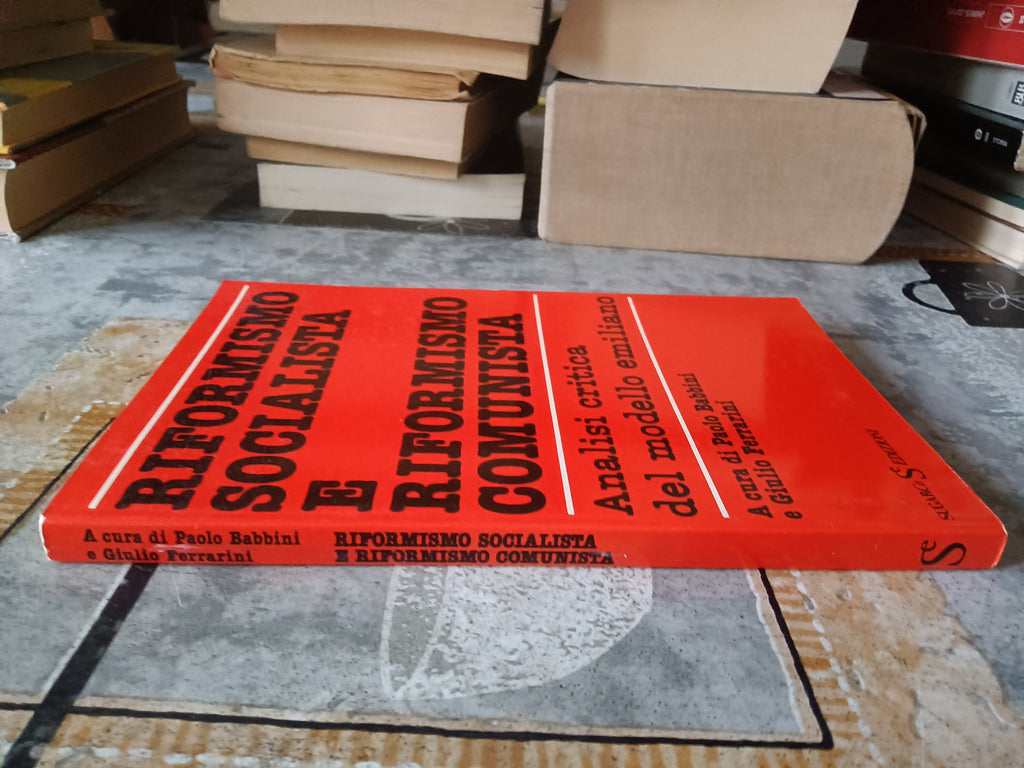 RIFORMISMO
SOCIALISTA
E
RIFORMISMO
COMUNISTA
Analisi critica
del modello emiliano
A cura di Paolo Babbini
e Giulio Ferrarini
SUGARCO EDIZIONI
A cura di Paolo Babbini
e Giulio Ferrarini
RIFORMISMO SOCIALISTA
E RIFORMISMO COMUNISTA
Se